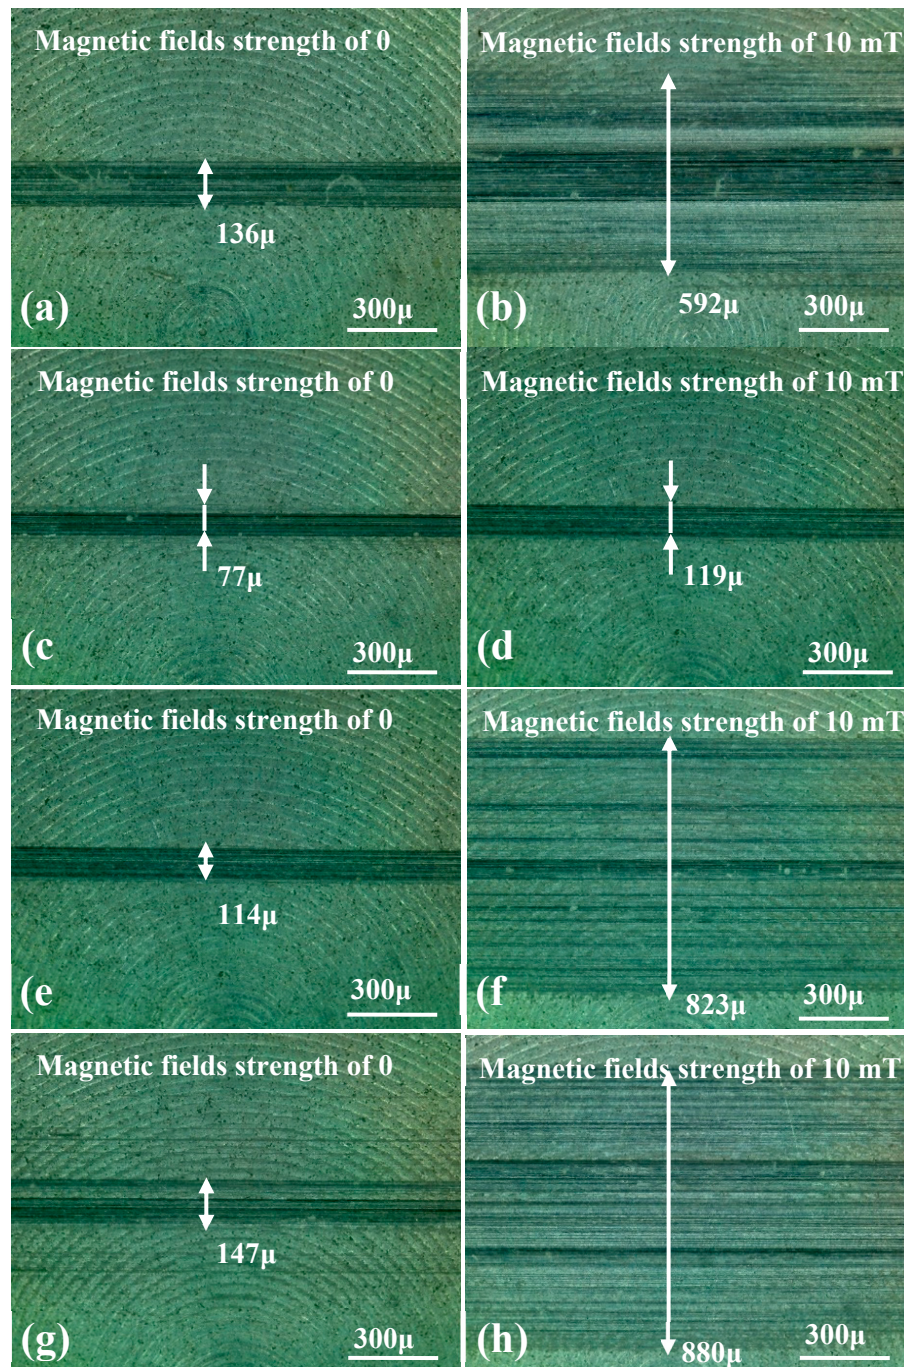 Magnetic fields strength of 0
136μ
(a)
300μ
Magnetic fields strength of 10 mT
592μ
(b)
300μ
Magnetic fields strength of 0
77μ
(c
300μ
Magnetic fields strength of 10 mT
119μ
(d
300μ
Magnetic fields strength of 0
114μ
(e
300μ
Magnetic fields strength of 10 mT
823μ
(f
300μ
Magnetic fields strength of 0
147μ
(g)
300μ
Magnetic fields strength of 10 mT
880μ
(h)
300μ